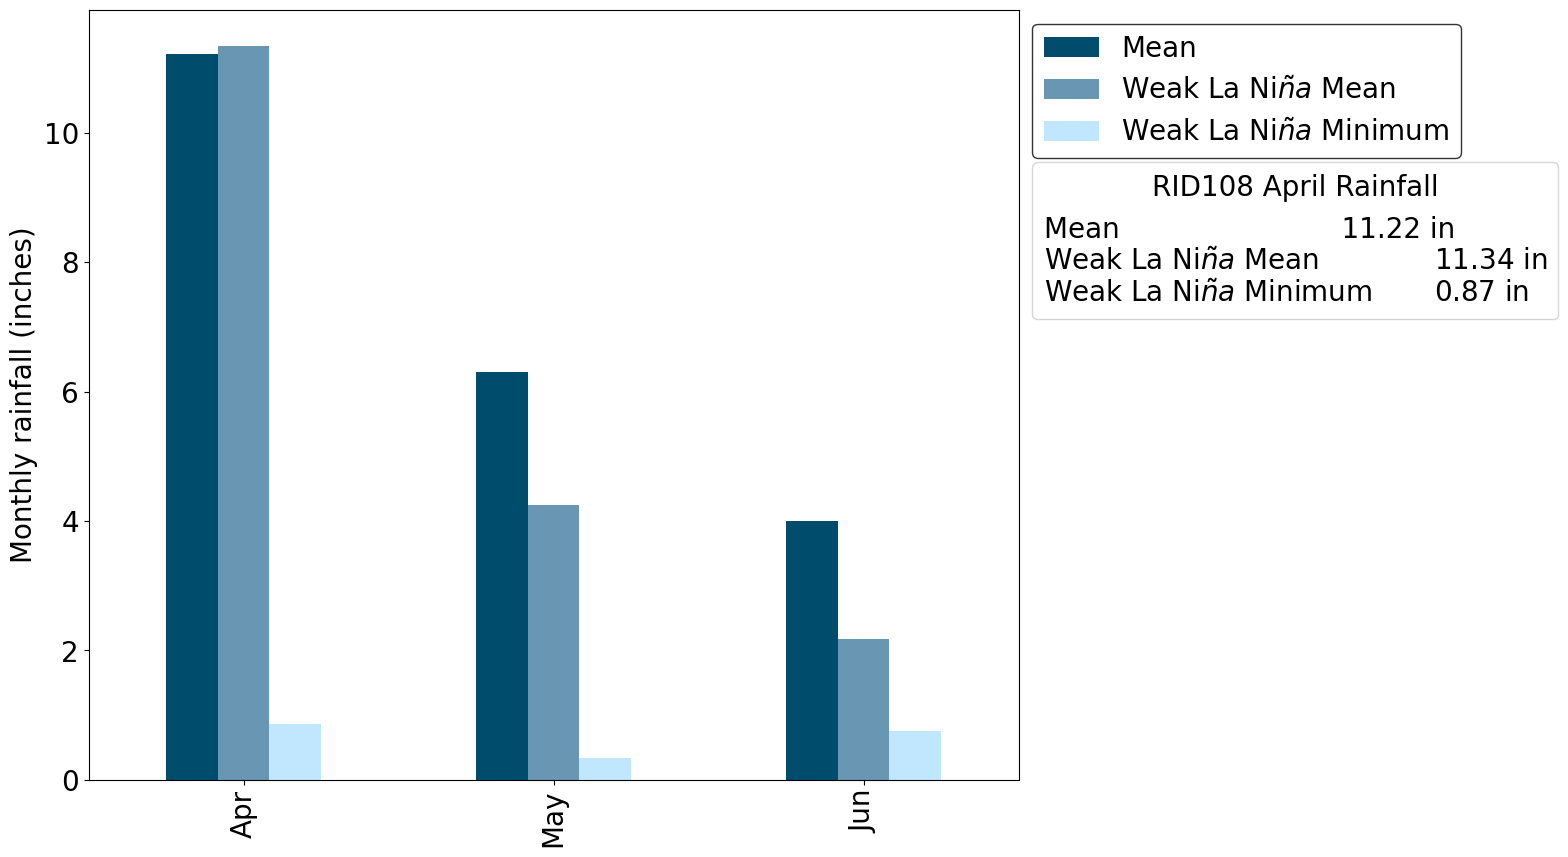 Monthly rainfall (inches)
10
8
6
4
2
0
Apr
May
Jun
Mean
Weak La Niña Mean
Weak La Niña Minimum
RID108 April Rainfall
Mean 11.22 in
Weak La Niña Mean 11.34 in
Weak La Niña Minimum 0.87 in